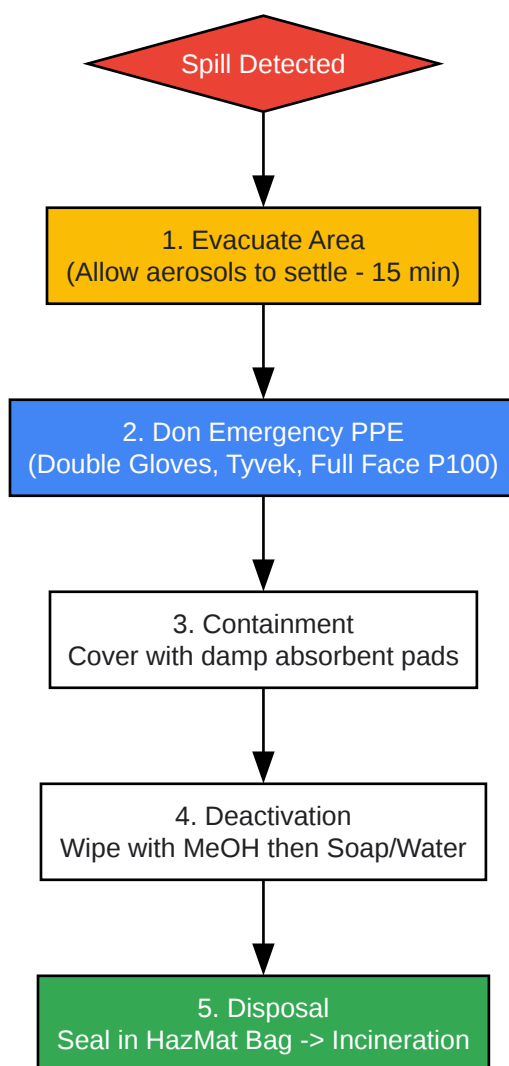 Spill Detected
1. Evacuate Area
(Allow aerosols to settle - 15 min)
2. Don Emergency PPE
(Double Gloves, Tyvek, Full Face P100)
3. Containment
Cover with damp absorbent pads
4. Deactivation
Wipe with MeOH then Soap/Water
5. Disposal
Seal in HazMat Bag -> Incineration